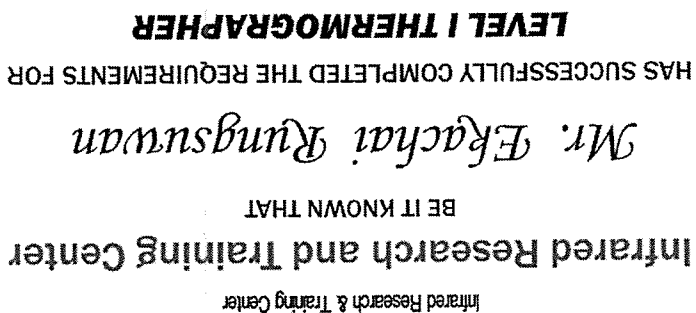 Infrared Research & Training Center
Infrared Research and Training Center
BE IT KNOWN THAT
Mr. Ekachai Rungsuwan
HAS SUCCESSFULLY COMPLETED THE REQUIREMENTS FOR
LEVEL I THERMOGRAPHER